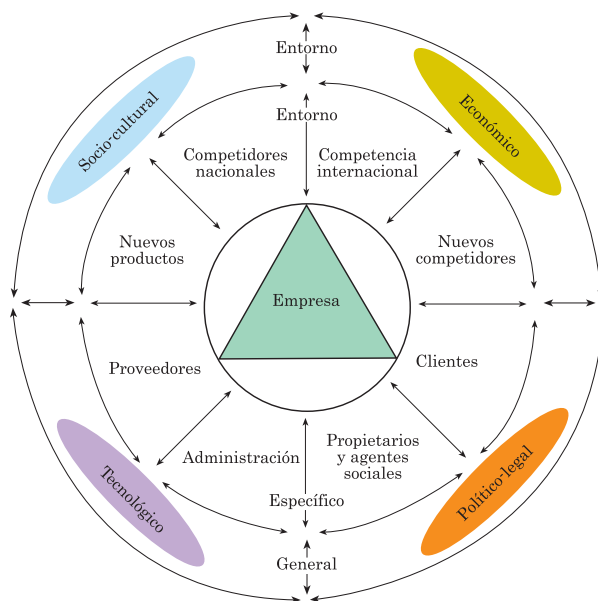 Entorno
Socio-cultural
Económico
Entorno
Competidores
nacionales
Competencia
internacional
Nuevos
productos
Nuevos
competidores
Empresa
Proveedores
Clientes
Administración
Propietarios
y agentes
sociales
Tecnológico
Político-legal
Específico
General